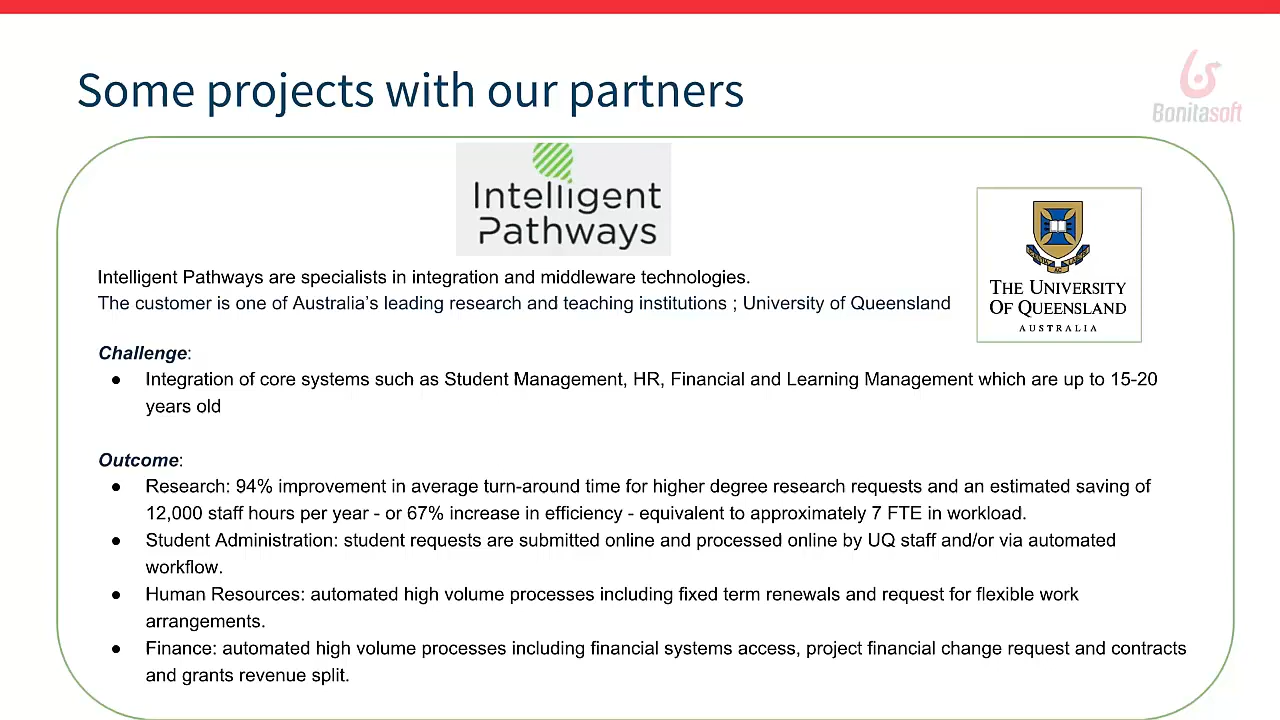 Some projects with our partners
Bonitasoft
Intelligent
Pathways
THE UNIVERSITY
OF QUEENSLAND
AUSTRALIA
Intelligent Pathways are specialists in integration and middleware technologies.
The customer is one of Australia’s leading research and teaching institutions ; University of Queensland
Challenge:
● Integration of core systems such as Student Management, HR, Financial and Learning Management which are up to 15-20
years old
Outcome:
● Research: 94% improvement in average turn-around time for higher degree research requests and an estimated saving of
12,000 staff hours per year - or 67% increase in efficiency - equivalent to approximately 7 FTE in workload.
● Student Administration: student requests are submitted online and processed online by UQ staff and/or via automated
workflow.
● Human Resources: automated high volume processes including fixed term renewals and request for flexible work
arrangements.
● Finance: automated high volume processes including financial systems access, project financial change request and contracts
and grants revenue split.